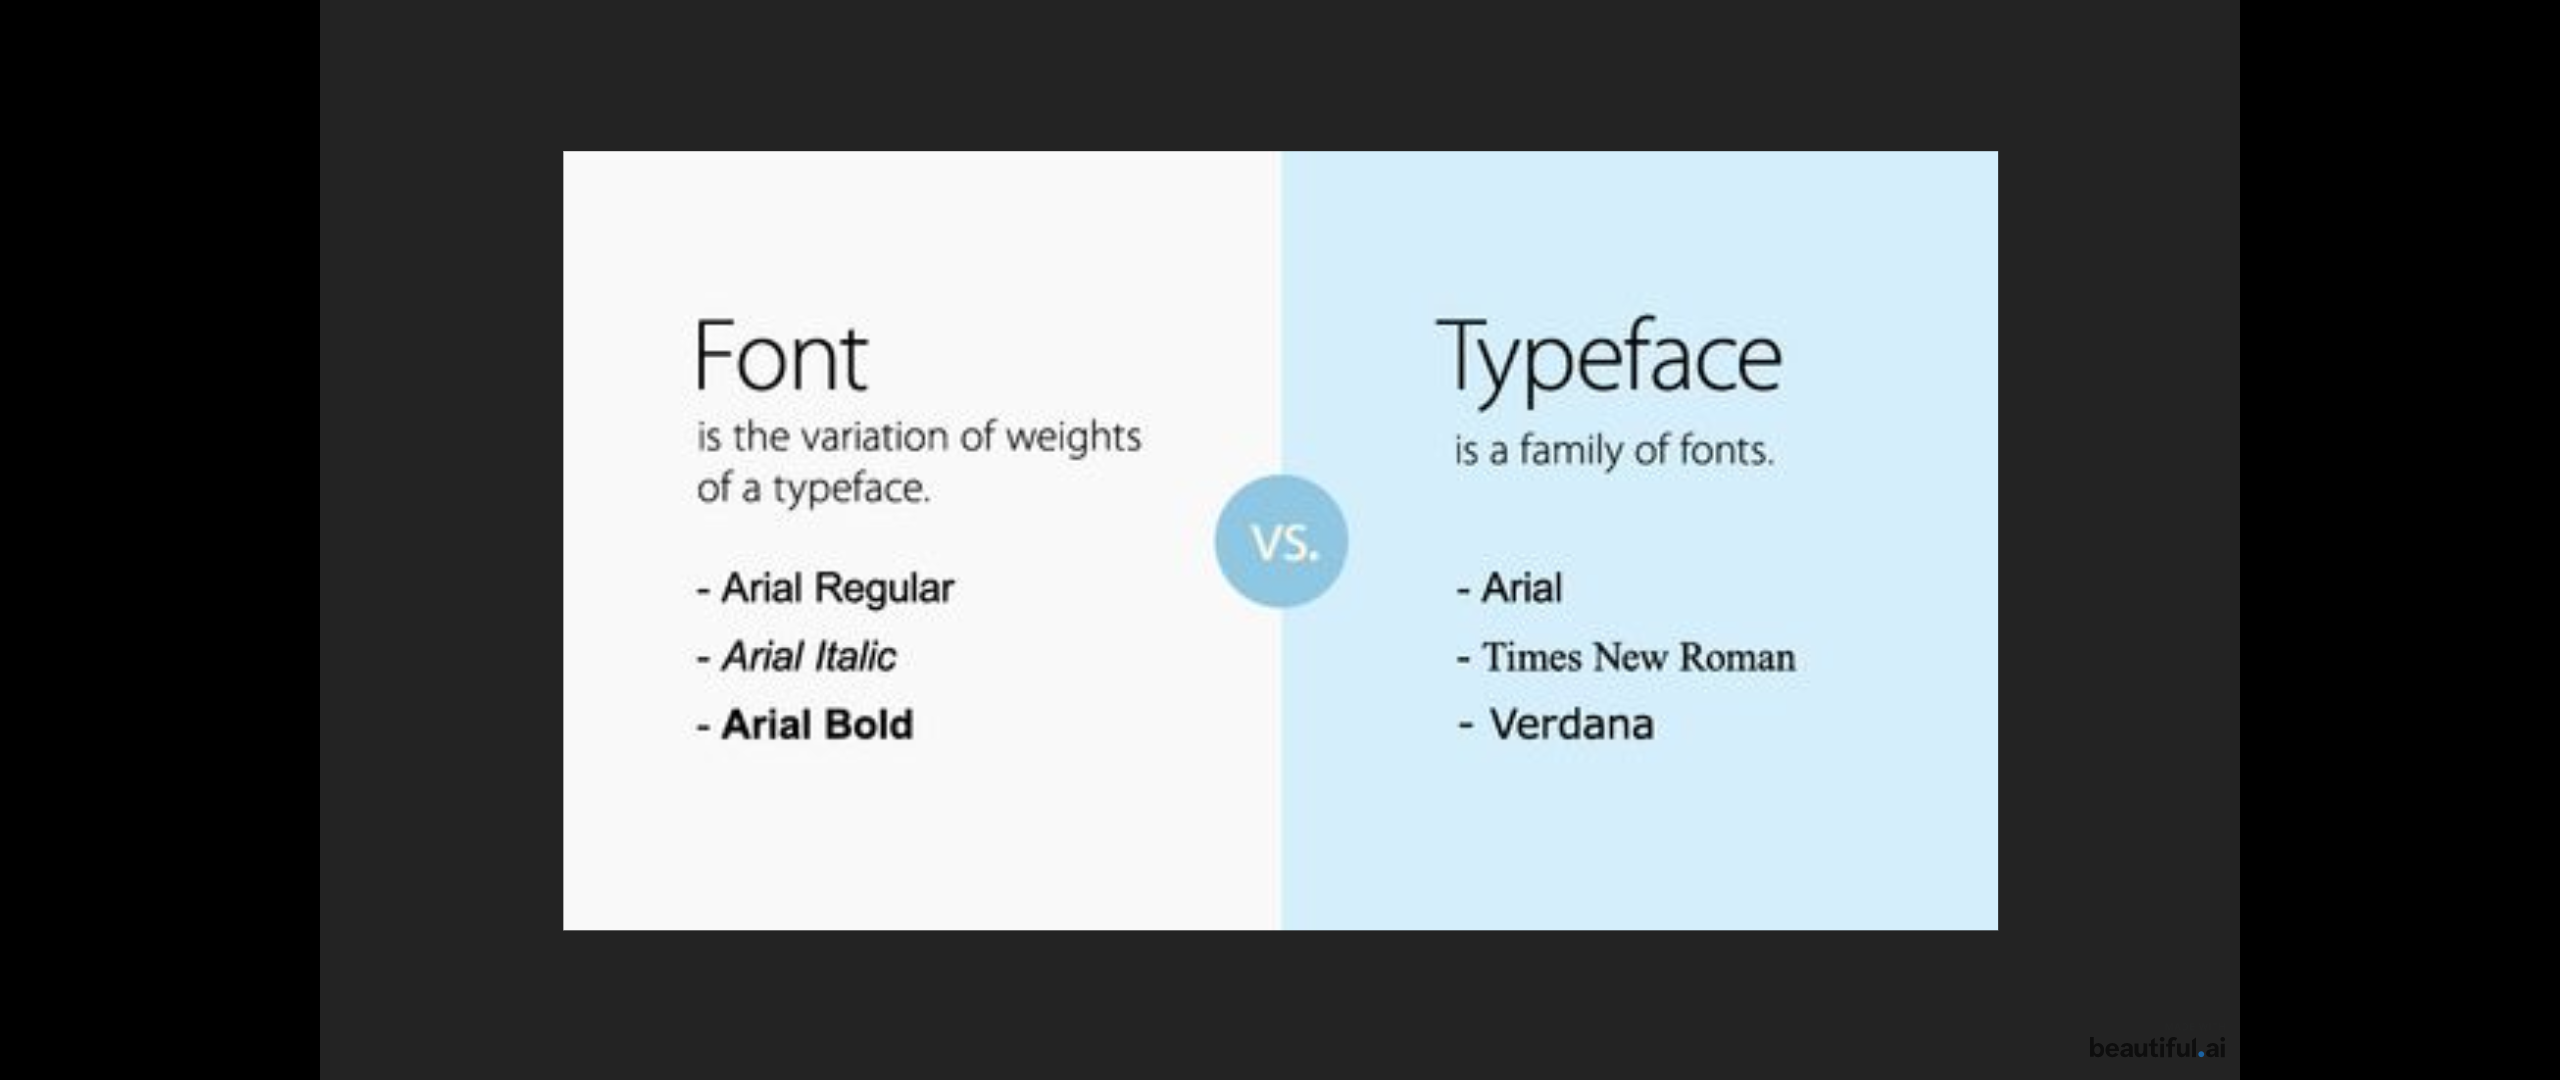 Font
is the variation of weights
of a typeface.
- Arial Regular
- Arial Italic
- Arial Bold
vs.
Typeface
is a family of fonts.
- Arial
- Times New Roman
- Verdana
beautiful.ai